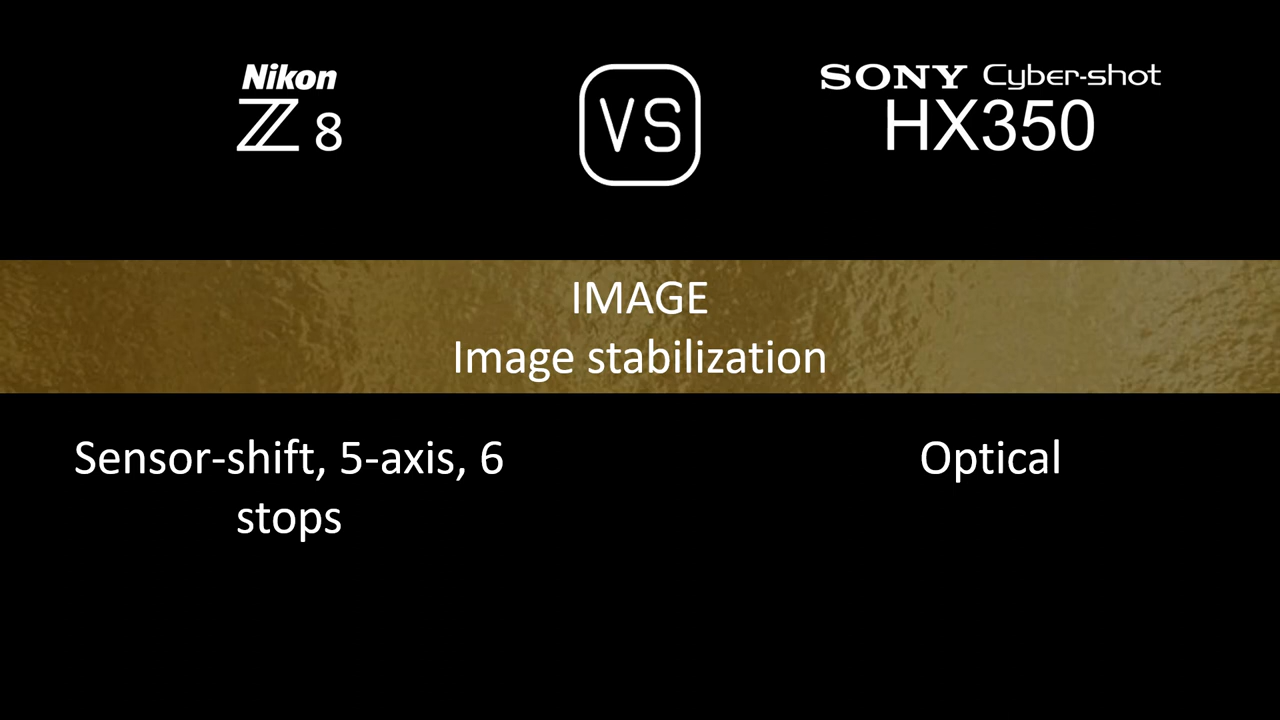 Nikon
Z 8
VS
SONY Cyber-shot
HX350
IMAGE
Image stabilization
Sensor-shift, 5-axis, 6
stops
Optical